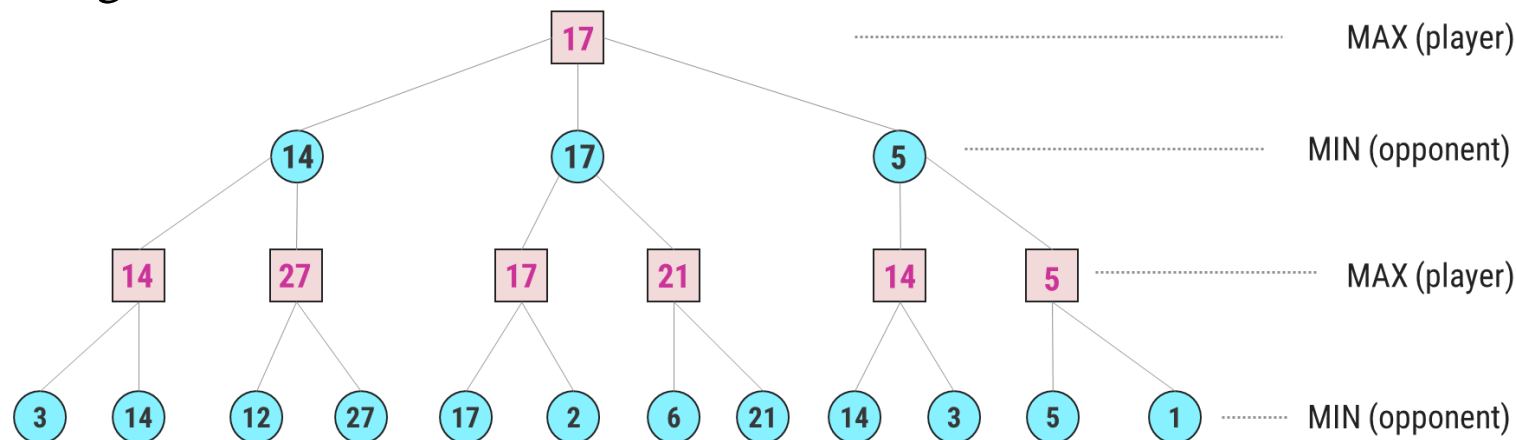 17 MAX (player)
14 17 5 MIN (opponent)
14 27 17 21 14 5 MAX (player)
3 14 12 27 17 2 6 21 14 3 5 1 MIN (opponent)